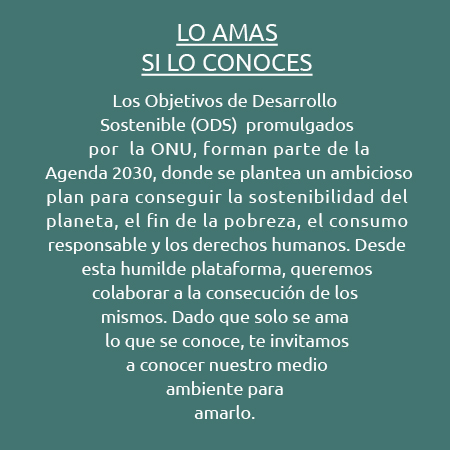 LO AMAS
SI LO CONOCES
Los Objetivos de Desarrollo
Sostenible (ODS) promulgados
por la ONU, forman parte de la
Agenda 2030, donde se plantea un ambicioso
plan para conseguir la sostenibilidad del
planeta, el fin de la pobreza, el consumo
responsable y los derechos humanos. Desde
esta humilde plataforma, queremos
colaborar a la consecución de los
mismos. Dado que solo se ama
lo que se conoce, te invitamos
a conocer nuestro medio
ambiente para
amarlo.